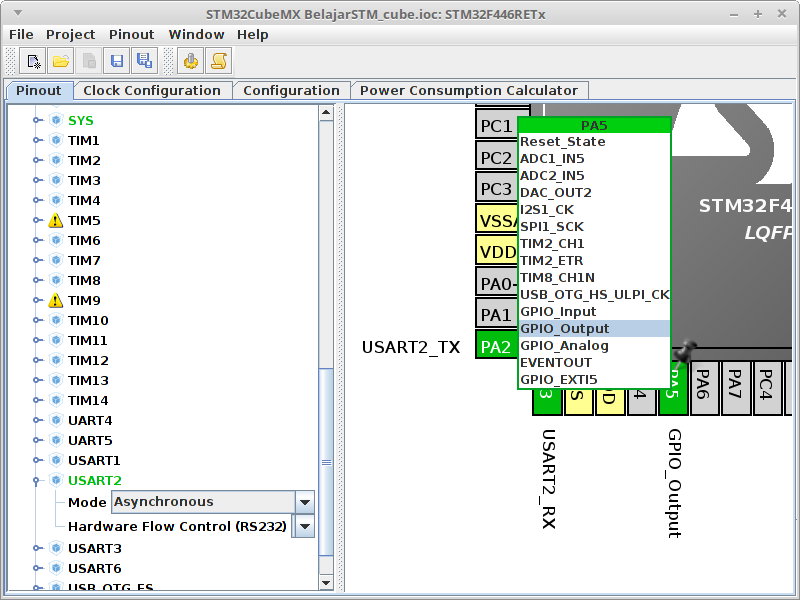 STM32CubeMX BelajarSTM_cube.ioc: STM32F446RETx
File Project Pinout Window Help
Pinout Clock Configuration Configuration Power Consumption Calculator
SYS
TIM1
TIM2
TIM3
TIM4
TIM5
TIM6
TIM7
TIM8
TIM9
TIM10
TIM11
TIM12
TIM13
TIM14
UART4
UART5
USART1
USART2
Mode Asynchronous
Hardware Flow Control (RS232)
USART3
USART6
USB_OTG_FS
PC1
PC2
PC3
VSSA
VDD
PA0-
PA1
USART2_TX PA2
PA5
Reset_State
ADC1_IN5
ADC2_IN5
DAC_OUT2
I2S1_CK
SPI1_SCK
TIM2_CH1
TIM2_ETR
TIM8_CH1N
USB_OTG_HS_ULPI_CK
GPIO_Input
GPIO_Output
GPIO_Analog
EVENTOUT
GPIO_EXTI5
STM32F4
LQFP
3
S
DD
4
PA5
PA6
PA7
PC4
USART2_RX
GPIO_Output